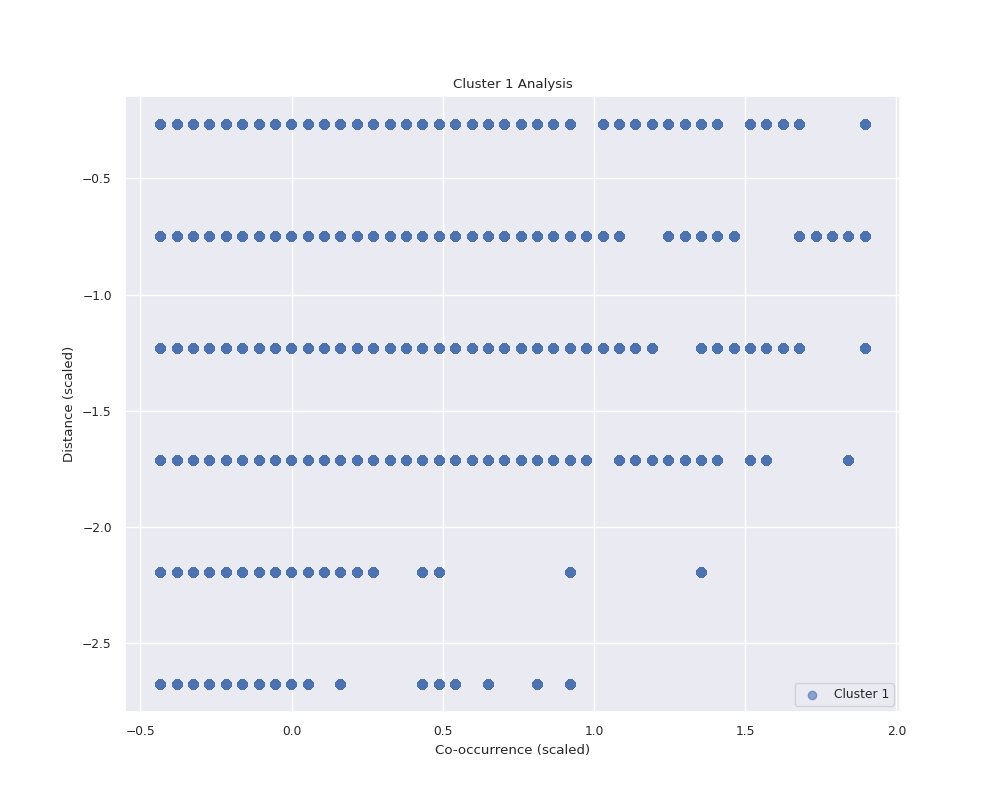 Cluster 1 Analysis
Distance (scaled)
−0.5
−1.0
−1.5
−2.0
−2.5
Cluster 1
−0.5 0.0 0.5 1.0 1.5 2.0
Co-occurrence (scaled)